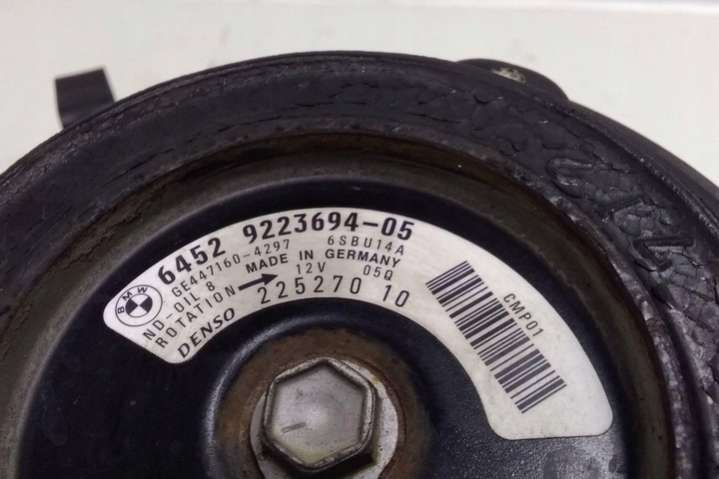 BMW
6452 9223694-05
GE447160-4297 6SBU14A
ND-OIL 8 MADE IN GERMANY
ROTATION → 12V 05Q
DENSO 225270 10
CMP01